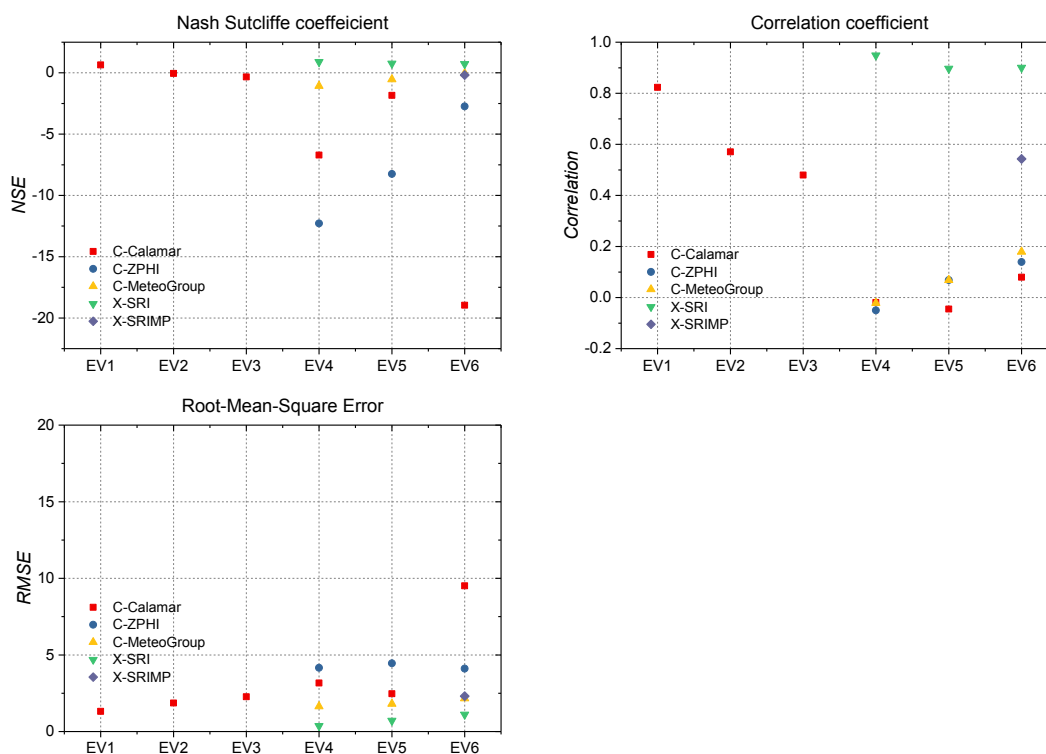 Nash Sutcliffe coeffeicient
0
-5
-10
-15
-20
NSE
C-Calamar
C-ZPHI
C-MeteoGroup
X-SRI
X-SRIMP
EV1 EV2 EV3 EV4 EV5 EV6
Correlation coefficient
1.0
0.8
0.6
0.4
0.2
0.0
-0.2
Correlation
C-Calamar
C-ZPHI
C-MeteoGroup
X-SRI
X-SRIMP
EV1 EV2 EV3 EV4 EV5 EV6
Root-Mean-Square Error
20
15
10
5
0
RMSE
C-Calamar
C-ZPHI
C-MeteoGroup
X-SRI
X-SRIMP
EV1 EV2 EV3 EV4 EV5 EV6